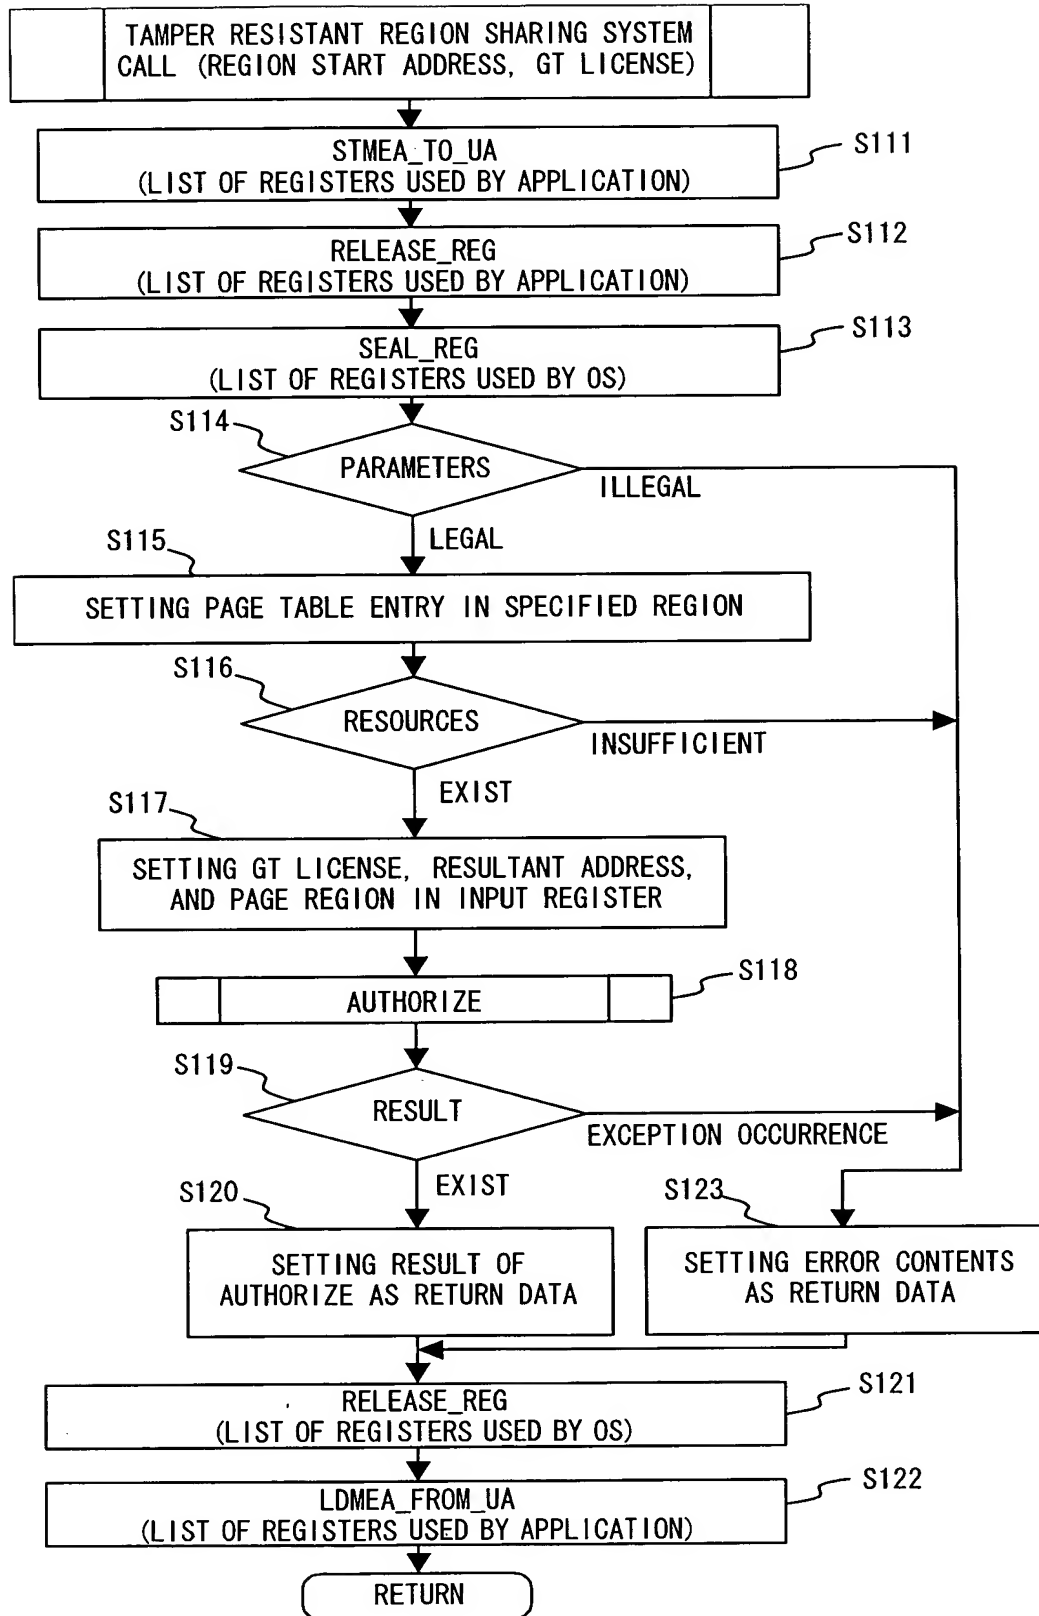 TAMPER RESISTANT REGION SHARING SYSTEM
CALL (REGION START ADDRESS, GT LICENSE)
S111
STMEA_TO_UA
(LIST OF REGISTERS USED BY APPLICATION)
S112
RELEASE_REG
(LIST OF REGISTERS USED BY APPLICATION)
S113
SEAL_REG
(LIST OF REGISTERS USED BY OS)
S114
PARAMETERS
ILLEGAL
LEGAL
S115
SETTING PAGE TABLE ENTRY IN SPECIFIED REGION
S116
RESOURCES
INSUFFICIENT
EXIST
S117
SETTING GT LICENSE, RESULTANT ADDRESS,
AND PAGE REGION IN INPUT REGISTER
S118
AUTHORIZE
S119
RESULT
EXCEPTION OCCURRENCE
EXIST
S120
SETTING RESULT OF
AUTHORIZE AS RETURN DATA
S123
SETTING ERROR CONTENTS
AS RETURN DATA
S121
RELEASE_REG
(LIST OF REGISTERS USED BY OS)
S122
LDMEA_FROM_UA
(LIST OF REGISTERS USED BY APPLICATION)
RETURN